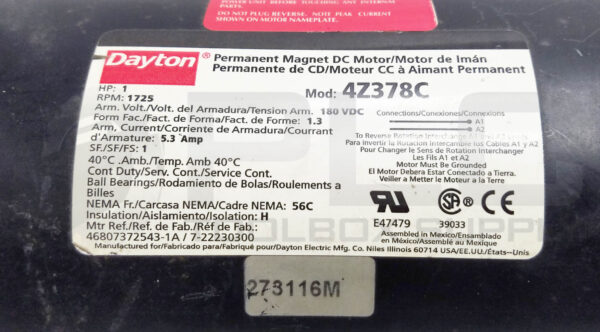 POWER UNIT BEFORE TOUCHING ANY INTERNAL
PARTS.
DO NOT PLUG REVERSE. NOTE PEAK CURRENT
SHOWN ON MOTOR NAMEPLATE.
Dayton® Permanent Magnet DC Motor/Motor de Imán
Permanente de CD/Moteur CC à Aimant Permanent
HP: 1
Mod: 4Z378C
RPM: 1725
Arm. Volt./Volt. del Armadura/Tension Arm. 180 VDC
Form Fac./Fact. de Forma/Fact. de Forme: 1.3
Arm, Current/Corriente de Armadura/Courrant
d'Armature: 5.3 Amp
SF./SF/FS: 1
40°C .Amb./Temp. Amb 40°C
Cont Duty/Serv. Cont./Service Cont.
Ball Bearings/Rodamiento de Bolas/Roulements a
Billes
NEMA Fr./Carcasa NEMA/Cadre NEMA: 56C
Insulation/Aislamiento/Isolation: H
Mtr Ref./Ref. de Fab./Réf de Fab.:
46807372543-1A / 7-22230300
Connections/Conexiones/Connexions
A1
A2
To Reverse Rotation Interchange A1 y A2
Para Invertir la Rotation Intercambie los Cables A1 y A2
Pour Changer le Sens de Rotation Interchanger
Les Fils A1 et A2
Motor Must be Grounded
El Motor Debera Estar Conectado a Tierra.
Veiller a Metter le Moteur a la Terre
UR ® SA CE
E47479 39033
Assembled in Mexico/Ensamblado
en México/Assemblé au Mexique
Manufactured for/Fabricado para/Fabriqué pour/Dayton Electric Mfg. Co. Niles Illinois 60714 USA/EE.UU./États-Unis
273116M